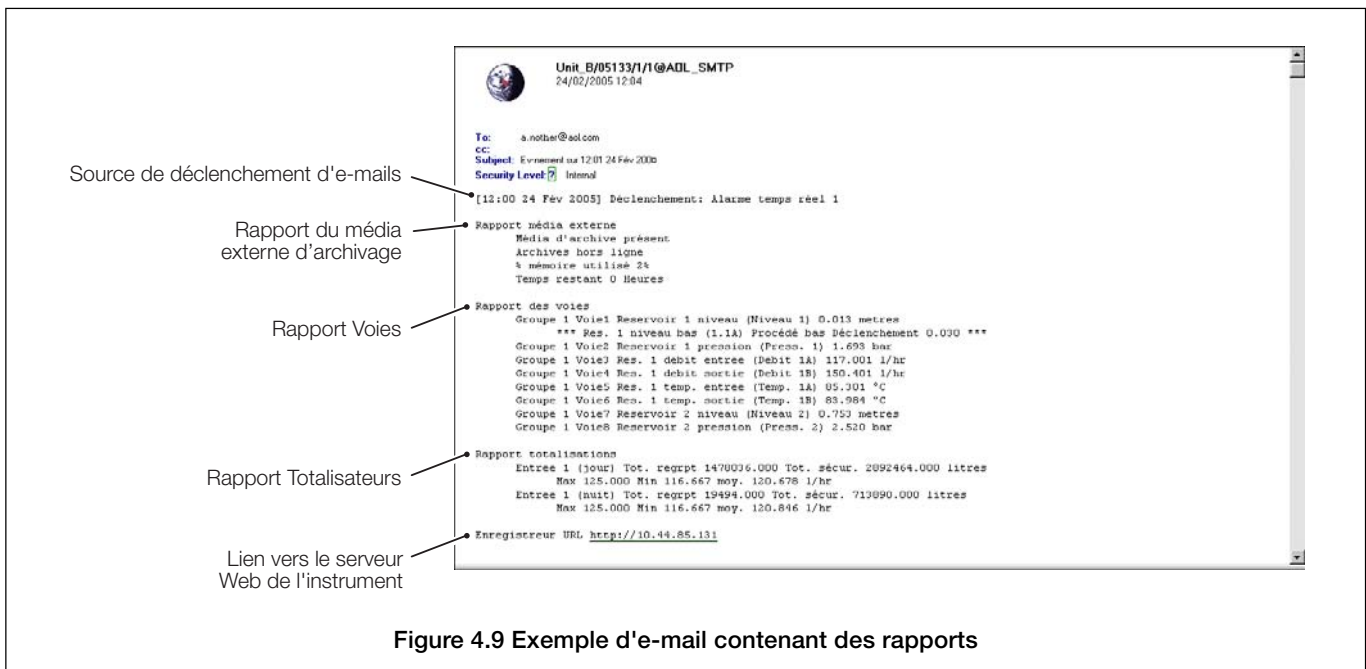 Unit_B/05133/1/1@AOL_SMTP
24/02/2005 12:04
To: a.nother@aol.com
cc:
Subject: Ev·nement sur 12:01 24 Fév 2005
Security Level:? Internal
Source de déclenchement d'e-mails
[12:00 24 Fév 2005] Déclenchement: Alarme temps réel 1
Rapport du média
externe d’archivage
Rapport média externe
Média d'archive présent
Archives hors ligne
% mémoire utilisé 2%
Temps restant 0 Heures
Rapport Voies
Rapport des voies
Groupe 1 Voie1 Reservoir 1 niveau (Niveau 1) 0.013 metres
*** Res. 1 niveau bas (1.1A) Procédé bas Déclenchement 0.030 ***
Groupe 1 Voie2 Reservoir 1 pression (Press. 1) 1.693 bar
Groupe 1 Voie3 Res. 1 debit entree (Debit 1A) 117.001 l/hr
Groupe 1 Voie4 Res. 1 debit sortie (Debit 1B) 150.401 l/hr
Groupe 1 Voie5 Res. 1 temp. entree (Temp. 1A) 85.301 °C
Groupe 1 Voie6 Res. 1 temp. sortie (Temp. 1B) 83.984 °C
Groupe 1 Voie7 Reservoir 2 niveau (Niveau 2) 0.753 metres
Groupe 1 Voie8 Reservoir 2 pression (Press. 2) 2.520 bar
Rapport Totalisateurs
Rapport totalisations
Entree 1 (jour) Tot. regrpt 1478036.000 Tot. sécur. 2892464.000 litres
Max 125.000 Min 116.667 moy. 120.678 l/hr
Entree 1 (nuit) Tot. regrpt 19494.000 Tot. sécur. 713890.000 litres
Max 125.000 Min 116.667 moy. 120.846 l/hr
Lien vers le serveur
Web de l'instrument
Enregistreur URL http://10.44.85.131
Figure 4.9 Exemple d'e-mail contenant des rapports